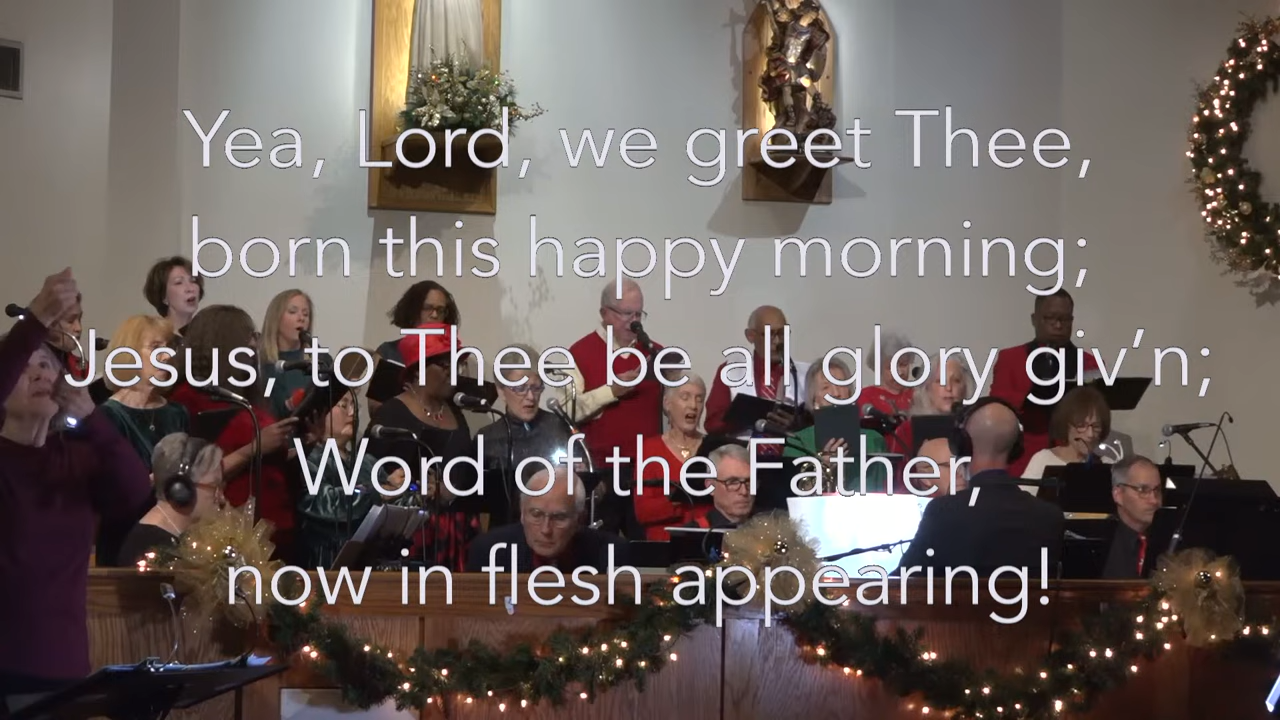 Yea, Lord, we greet Thee,
born this happy morning;
Jesus, to Thee be all glory giv’n;
Word of the Father,
now in flesh appearing!